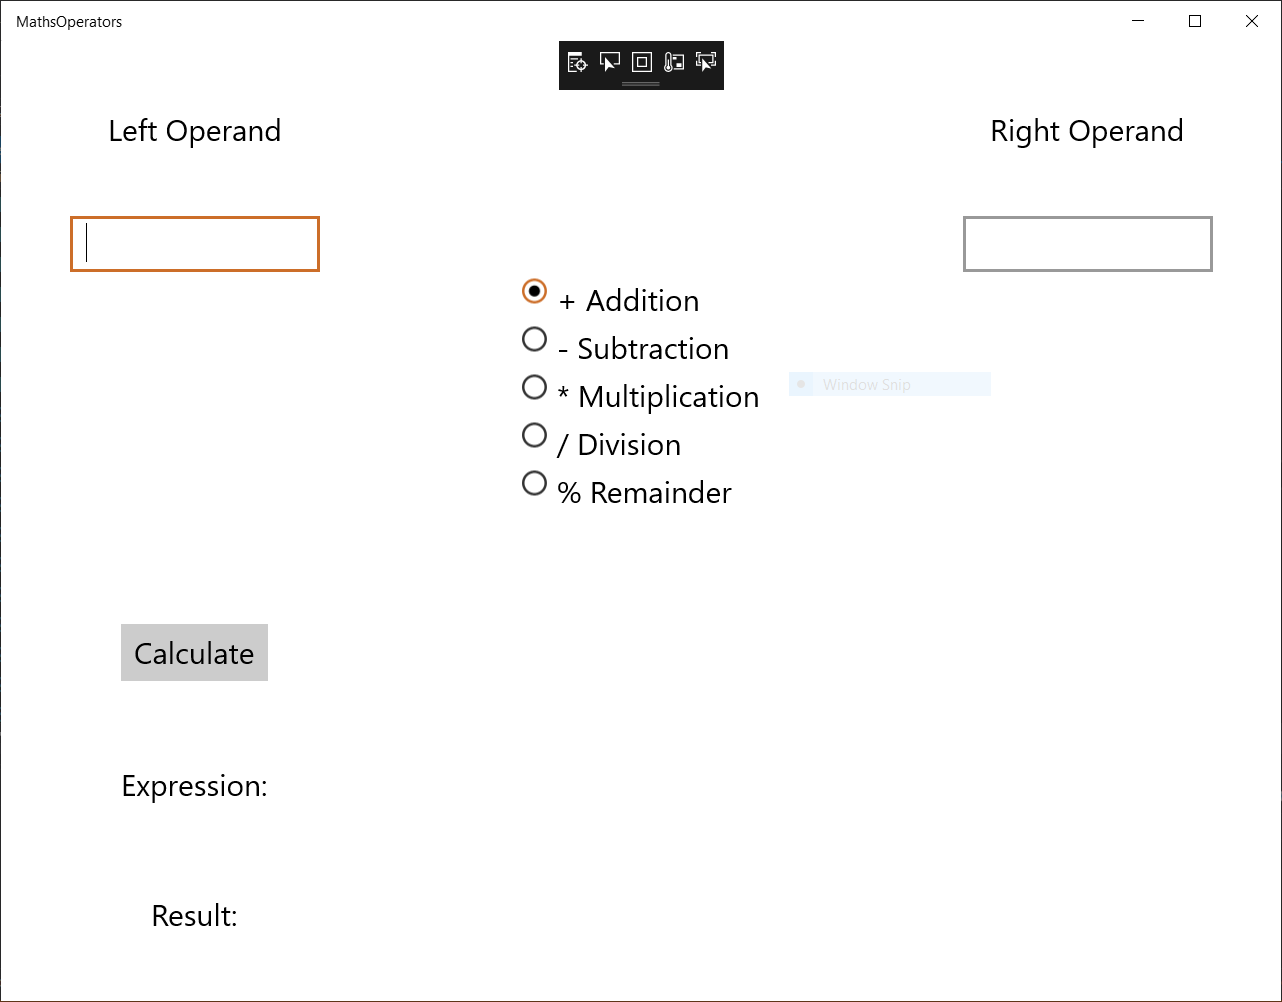 MathsOperators
Left Operand
Right Operand
+ Addition
- Subtraction
* Multiplication
Window Snip
/ Division
% Remainder
Calculate
Expression:
Result: